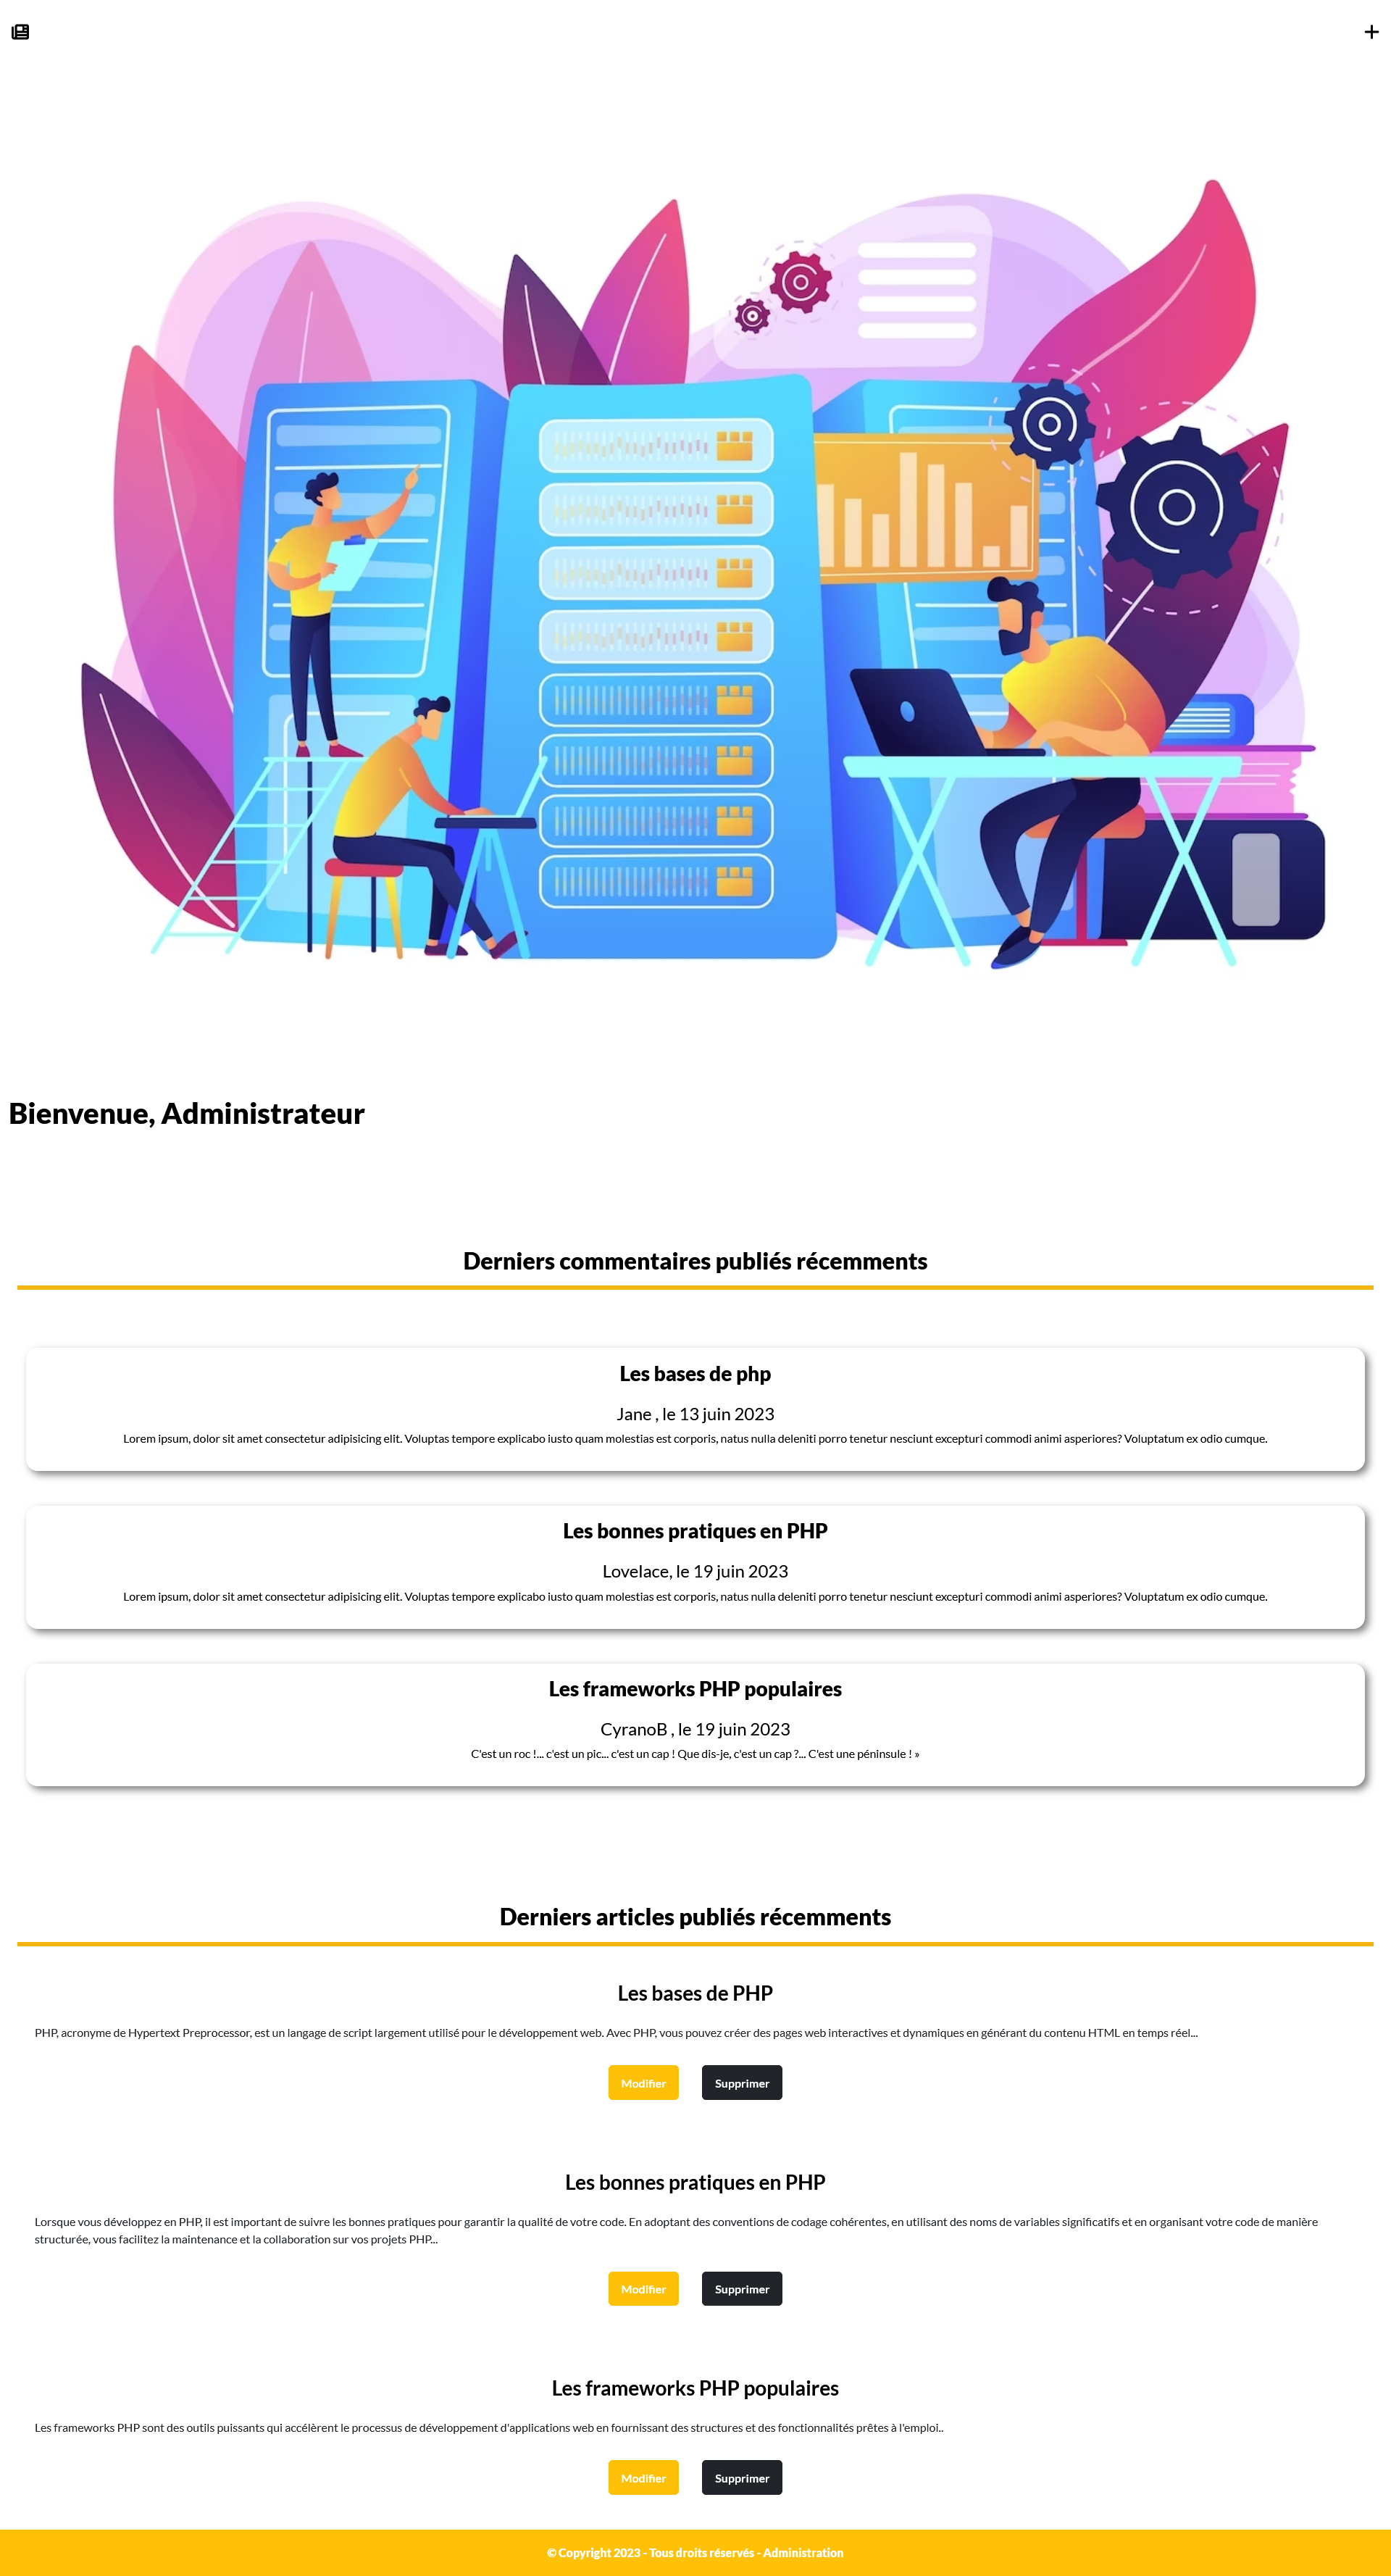 Bienvenue, Administrateur
Derniers commentaires publiés récemments
Les bases de php
Jane , le 13 juin 2023
Lorem ipsum, dolor sit amet consectetur adipisicing elit. Voluptas tempore explicabo iusto quam molestias est corporis, natus nulla deleniti porro tenetur nesciunt excepturi commodi animi asperiores? Voluptatum ex odio cumque.
Les bonnes pratiques en PHP
Lovelace, le 19 juin 2023
Lorem ipsum, dolor sit amet consectetur adipisicing elit. Voluptas tempore explicabo iusto quam molestias est corporis, natus nulla deleniti porro tenetur nesciunt excepturi commodi animi asperiores? Voluptatum ex odio cumque.
Les frameworks PHP populaires
CyranoB , le 19 juin 2023
C'est un roc !... c'est un pic... c'est un cap ! Que dis-je, c'est un cap ?... C'est une péninsule ! »
Derniers articles publiés récemments
Les bases de PHP
PHP, acronyme de Hypertext Preprocessor, est un langage de script largement utilisé pour le développement web. Avec PHP, vous pouvez créer des pages web interactives et dynamiques en générant du contenu HTML en temps réel...
Modifier Supprimer
Les bonnes pratiques en PHP
Lorsque vous développez en PHP, il est important de suivre les bonnes pratiques pour garantir la qualité de votre code. En adoptant des conventions de codage cohérentes, en utilisant des noms de variables significatifs et en organisant votre code de manière
structurée, vous facilitez la maintenance et la collaboration sur vos projets PHP...
Modifier Supprimer
Les frameworks PHP populaires
Les frameworks PHP sont des outils puissants qui accélèrent le processus de développement d'applications web en fournissant des structures et des fonctionnalités prêtes à l'emploi..
Modifier Supprimer
© Copyright 2023 - Tous droits réservés - Administration